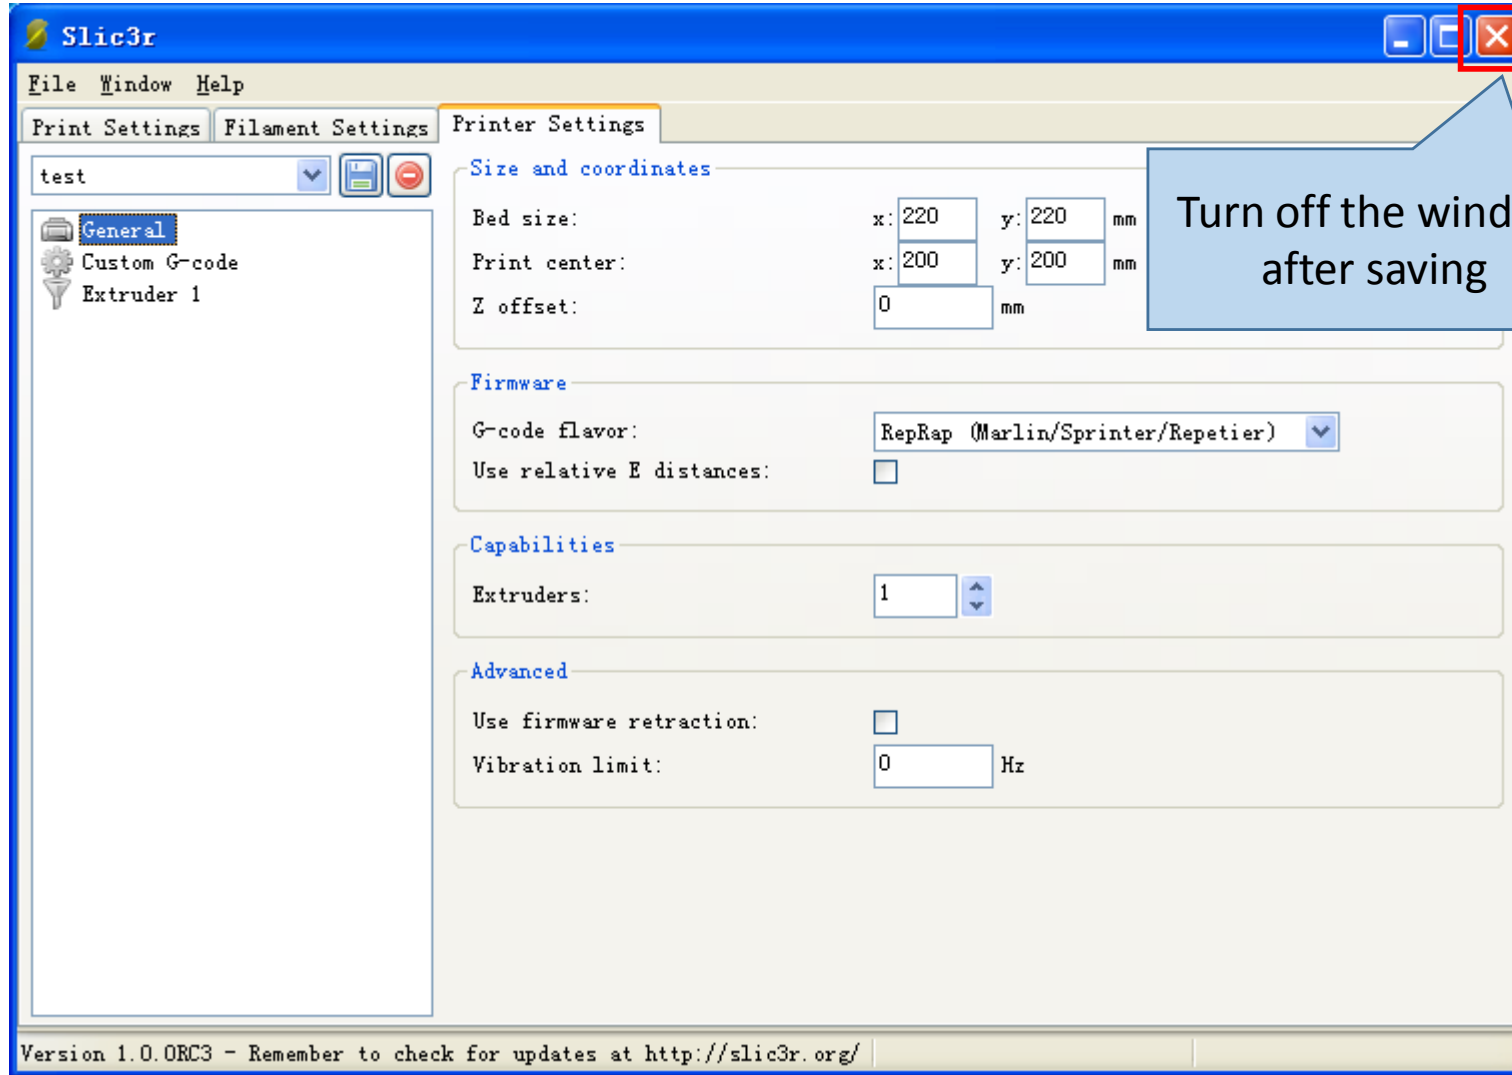 Slic3r
File Window Help
Print Settings Filament Settings Printer Settings
test
General
Custom G-code
Extruder 1
Size and coordinates
Bed size: x: 220 y: 220 mm
Print center: x: 200 y: 200 mm
Z offset: 0 mm
Turn off the wind
after saving
Firmware
G-code flavor: RepRap (Marlin/Sprinter/Repetier)
Use relative E distances:
Capabilities
Extruders: 1
Advanced
Use firmware retraction:
Vibration limit: 0 Hz
Version 1.0.0RC3 - Remember to check for updates at http://slic3r.org/